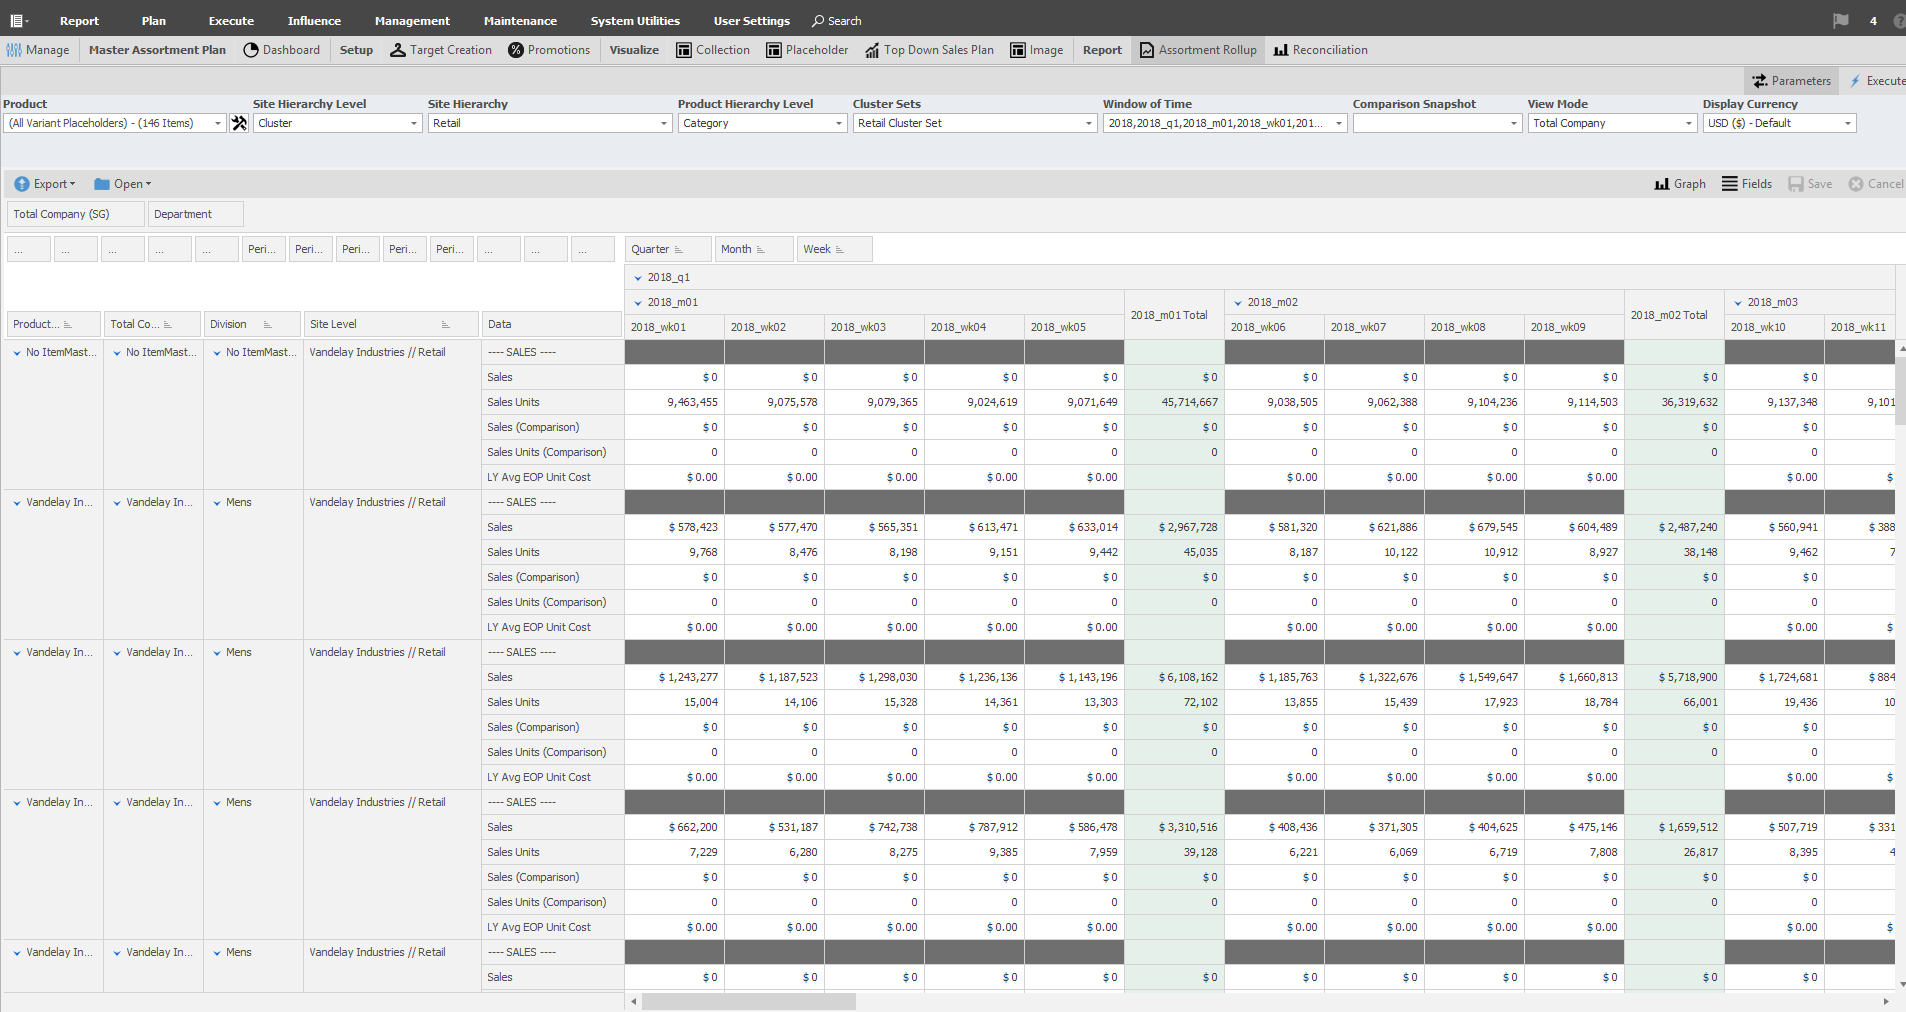 Report Plan Execute Influence Management Maintenance System Utilities User Settings Search 4
Manage Master Assortment Plan Dashboard Setup Target Creation Promotions Visualize Collection Placeholder Top Down Sales Plan Image Report Assortment Rollup Reconciliation
Parameters Execute
Product Site Hierarchy Level Site Hierarchy Product Hierarchy Level Cluster Sets Window of Time Comparison Snapshot View Mode Display Currency
(All Variant Placeholders) - (146 Items) Cluster Retail Category Retail Cluster Set 2018,2018_q1,2018_m01,2018_wk01,201... Total Company USD ($) - Default
Export Open Graph Fields Save Cancel
Total Company (SG) Department
... ... ... ... ... Peri... Peri... Peri... Peri... Peri... ... ... ... Quarter Month Week
2018_q1
2018_m01 2018_m01 Total 2018_m02 2018_m02 Total 2018_m03
Product... Total Co... Division Site Level Data 2018_wk01 2018_wk02 2018_wk03 2018_wk04 2018_wk05 2018_wk06 2018_wk07 2018_wk08 2018_wk09 2018_wk10 2018_wk11
No ItemMast... No ItemMast... No ItemMast... Vandelay Industries // Retail ---- SALES ----
Sales $ 0 $ 0 $ 0 $ 0 $ 0 $ 0 $ 0 $ 0 $ 0 $ 0 $ 0 $ 0
Sales Units 9,463,455 9,075,578 9,079,365 9,024,619 9,071,649 45,714,667 9,038,505 9,062,388 9,104,236 9,114,503 36,319,632 9,137,348 9,101
Sales (Comparison) $ 0 $ 0 $ 0 $ 0 $ 0 $ 0 $ 0 $ 0 $ 0 $ 0 $ 0 $ 0
Sales Units (Comparison) 0 0 0 0 0 0 0 0 0 0 0 0
LY Avg EOP Unit Cost $ 0.00 $ 0.00 $ 0.00 $ 0.00 $ 0.00 $ 0.00 $ 0.00 $ 0.00 $ 0.00 $ 0.00 $
Vandelay In... Vandelay In... Mens Vandelay Industries // Retail ---- SALES ----
Sales $ 578,423 $ 577,470 $ 565,351 $ 613,471 $ 633,014 $ 2,967,728 $ 581,320 $ 621,886 $ 679,545 $ 604,489 $ 2,487,240 $ 560,941 $ 388
Sales Units 9,768 8,476 8,198 9,151 9,442 45,035 8,187 10,122 10,912 8,927 38,148 9,462 7
Sales (Comparison) $ 0 $ 0 $ 0 $ 0 $ 0 $ 0 $ 0 $ 0 $ 0 $ 0 $ 0 $ 0
Sales Units (Comparison) 0 0 0 0 0 0 0 0 0 0 0 0
LY Avg EOP Unit Cost $ 0.00 $ 0.00 $ 0.00 $ 0.00 $ 0.00 $ 0.00 $ 0.00 $ 0.00 $ 0.00 $ 0.00 $
Vandelay In... Vandelay In... Mens Vandelay Industries // Retail ---- SALES ----
Sales $ 1,243,277 $ 1,187,523 $ 1,298,030 $ 1,236,136 $ 1,143,196 $ 6,108,162 $ 1,185,763 $ 1,322,676 $ 1,549,647 $ 1,660,813 $ 5,718,900 $ 1,724,681 $ 884
Sales Units 15,004 14,106 15,328 14,361 13,303 72,102 13,855 15,439 17,923 18,784 66,001 19,436 10
Sales (Comparison) $ 0 $ 0 $ 0 $ 0 $ 0 $ 0 $ 0 $ 0 $ 0 $ 0 $ 0 $ 0
Sales Units (Comparison) 0 0 0 0 0 0 0 0 0 0 0 0
LY Avg EOP Unit Cost $ 0.00 $ 0.00 $ 0.00 $ 0.00 $ 0.00 $ 0.00 $ 0.00 $ 0.00 $ 0.00 $ 0.00 $
Vandelay In... Vandelay In... Mens Vandelay Industries // Retail ---- SALES ----
Sales $ 662,200 $ 531,187 $ 742,738 $ 787,912 $ 586,478 $ 3,310,516 $ 408,436 $ 371,305 $ 404,625 $ 475,146 $ 1,659,512 $ 507,719 $ 331
Sales Units 7,229 6,280 8,275 9,385 7,959 39,128 6,221 6,069 6,719 7,808 26,817 8,395 4
Sales (Comparison) $ 0 $ 0 $ 0 $ 0 $ 0 $ 0 $ 0 $ 0 $ 0 $ 0 $ 0 $ 0
Sales Units (Comparison) 0 0 0 0 0 0 0 0 0 0 0 0
LY Avg EOP Unit Cost $ 0.00 $ 0.00 $ 0.00 $ 0.00 $ 0.00 $ 0.00 $ 0.00 $ 0.00 $ 0.00 $ 0.00 $
Vandelay In... Vandelay In... Mens Vandelay Industries // Retail ---- SALES ----
Sales $ 0 $ 0 $ 0 $ 0 $ 0 $ 0 $ 0 $ 0 $ 0 $ 0 $ 0 $ 0